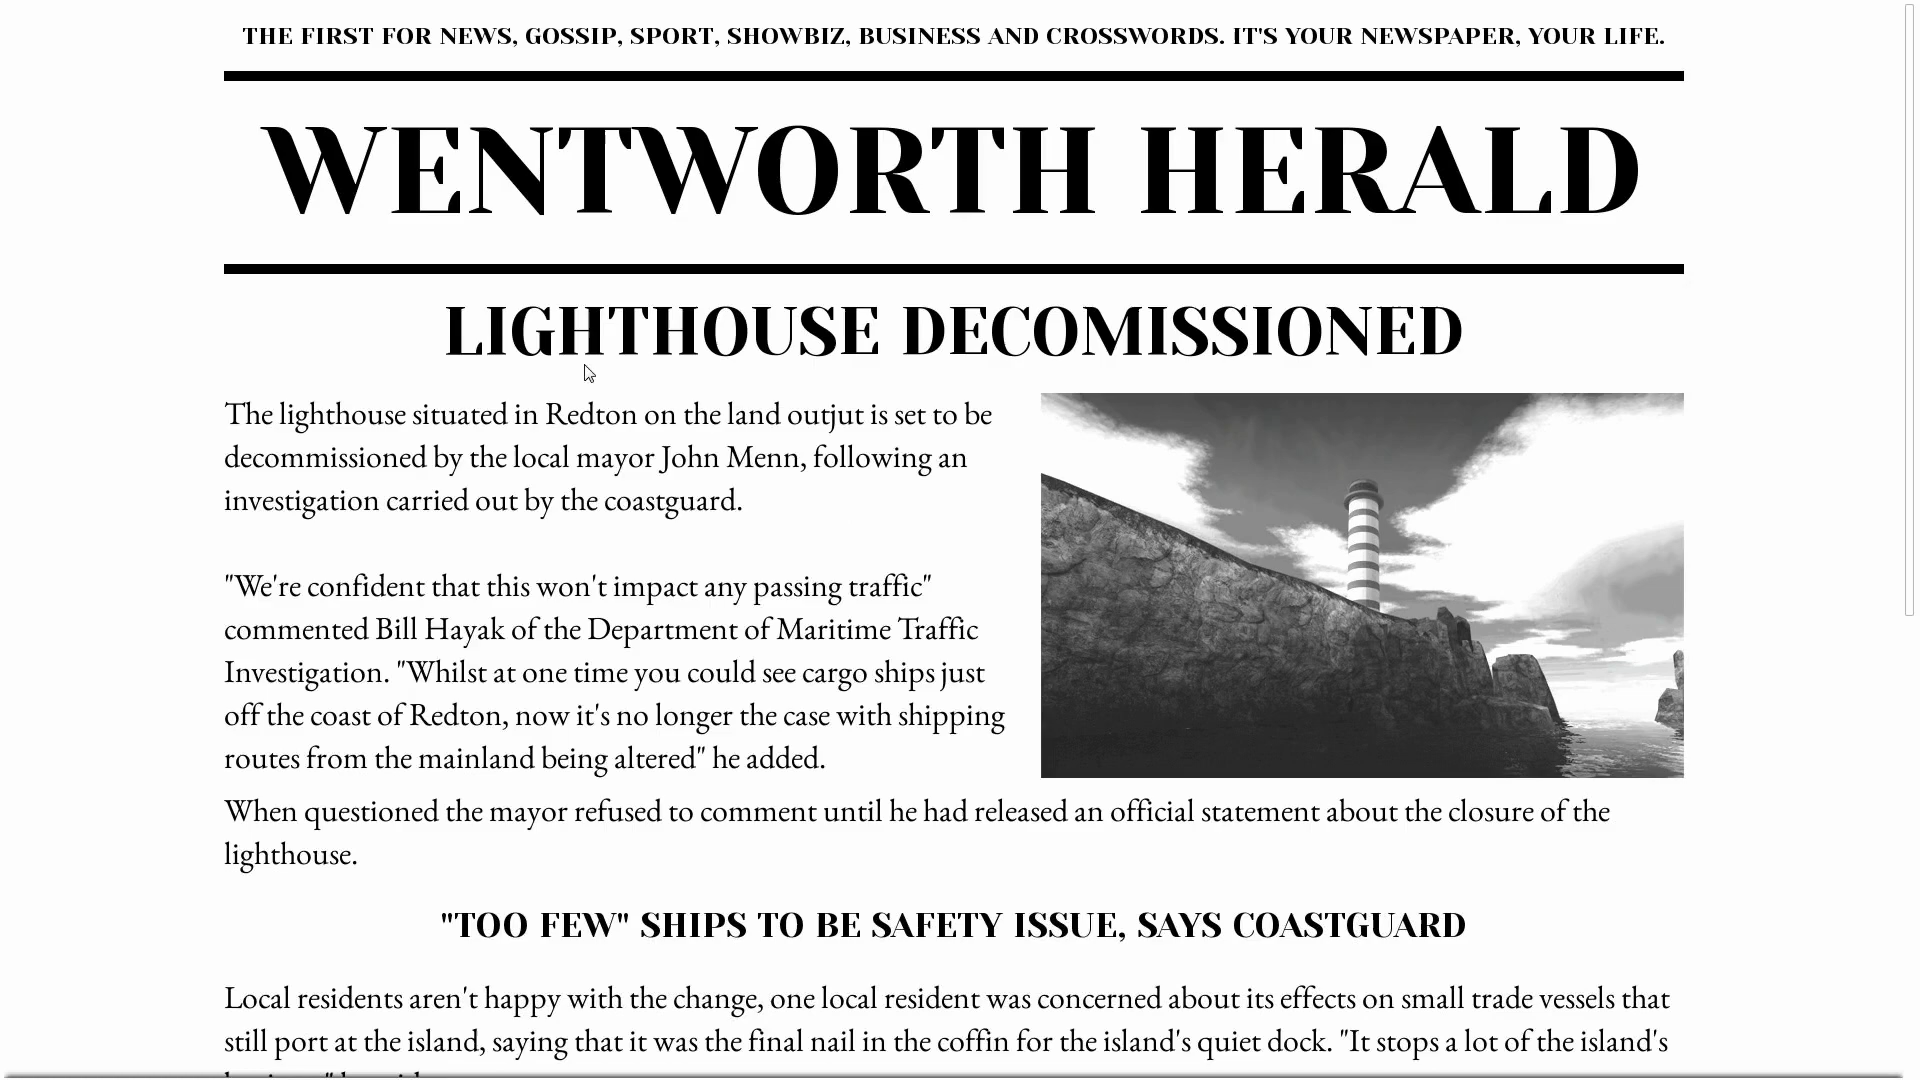 THE FIRST FOR NEWS, GOSSIP, SPORT, SHOWBIZ, BUSINESS AND CROSSWORDS. IT'S YOUR NEWSPAPER, YOUR LIFE.
WENTWORTH HERALD
LIGHTHOUSE DECOMISSIONED
The lighthouse situated in Redton on the land outjut is set to be
decommissioned by the local mayor John Menn, following an
investigation carried out by the coastguard.
"We're confident that this won't impact any passing traffic"
commented Bill Hayak of the Department of Maritime Traffic
Investigation. "Whilst at one time you could see cargo ships just
off the coast of Redton, now it's no longer the case with shipping
routes from the mainland being altered" he added.
When questioned the mayor refused to comment until he had released an official statement about the closure of the
lighthouse.
"TOO FEW" SHIPS TO BE SAFETY ISSUE, SAYS COASTGUARD
Local residents aren't happy with the change, one local resident was concerned about its effects on small trade vessels that
still port at the island, saying that it was the final nail in the coffin for the island's quiet dock. "It stops a lot of the island's